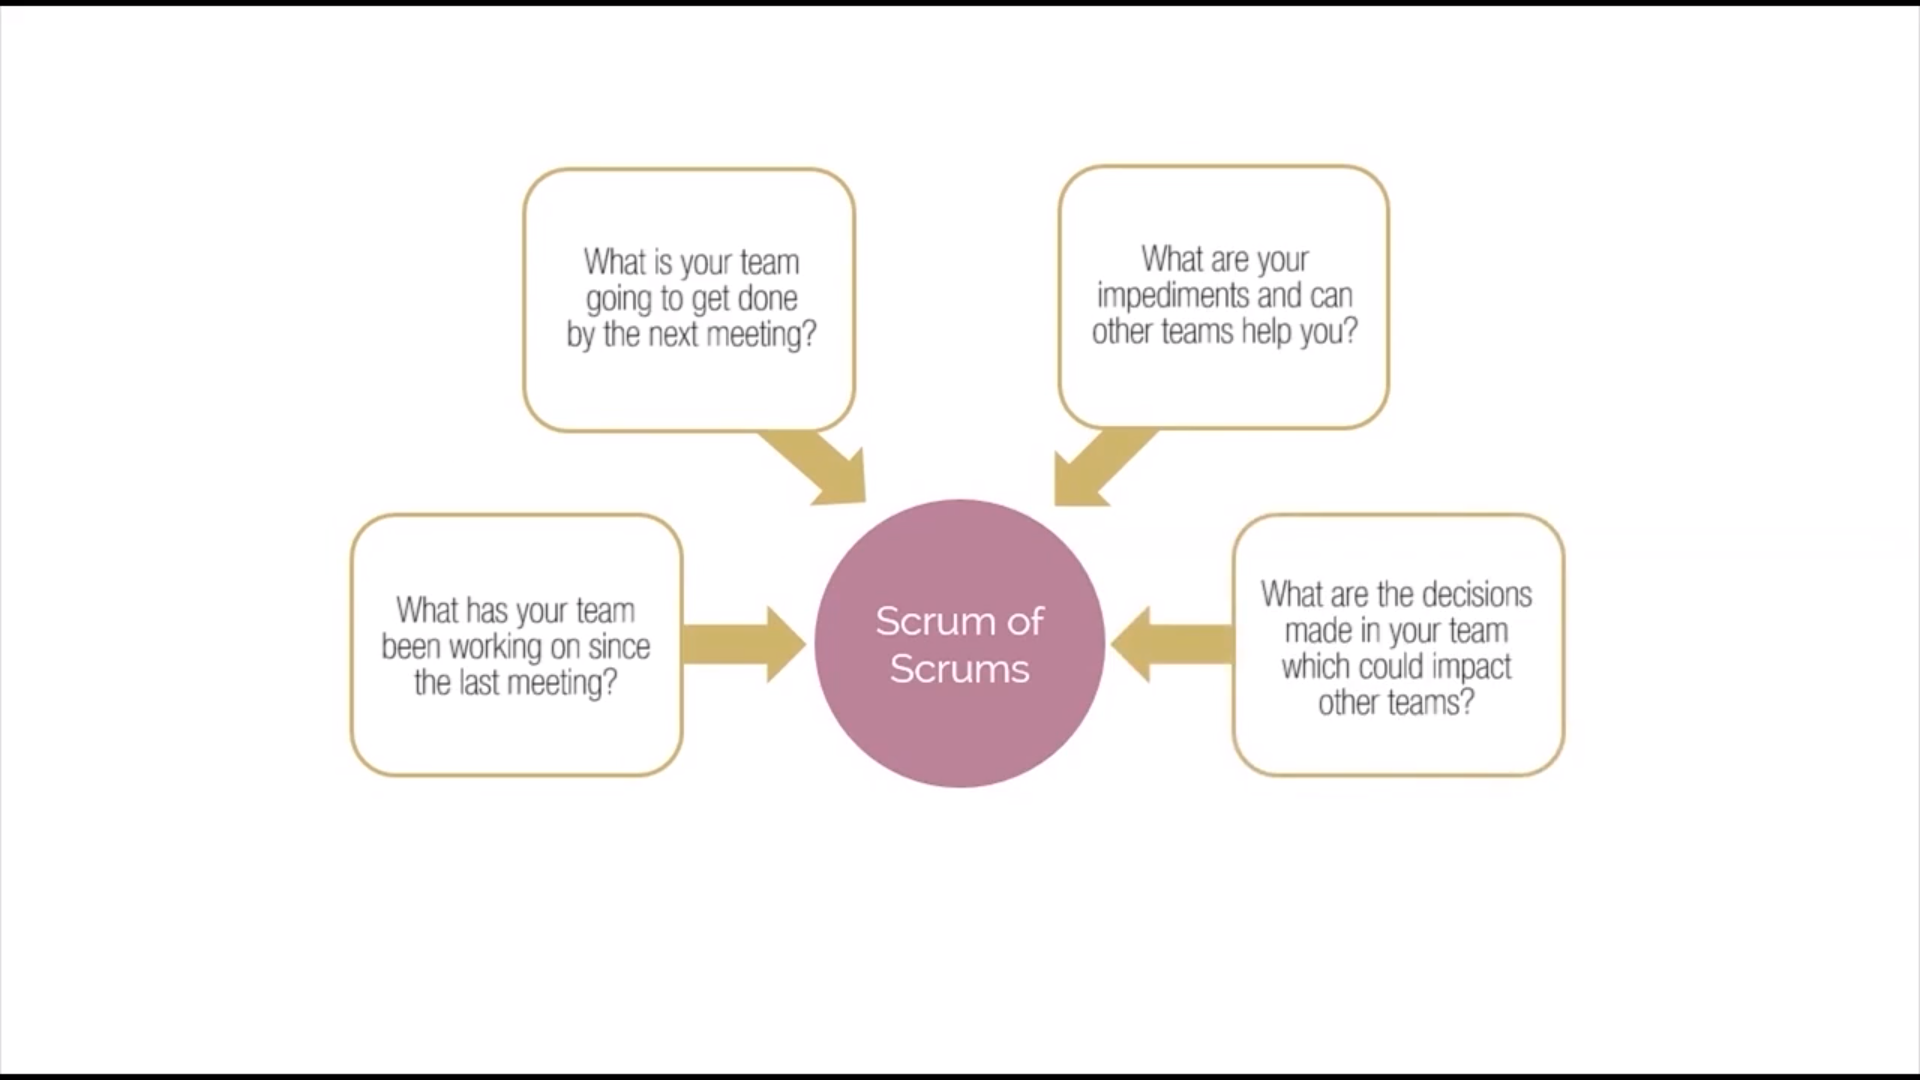 What is your team
going to get done
by the next meeting?
What are your
impediments and can
other teams help you?
What has your team
been working on since
the last meeting?
Scrum of
Scrums
What are the decisions
made in your team
which could impact
other teams?